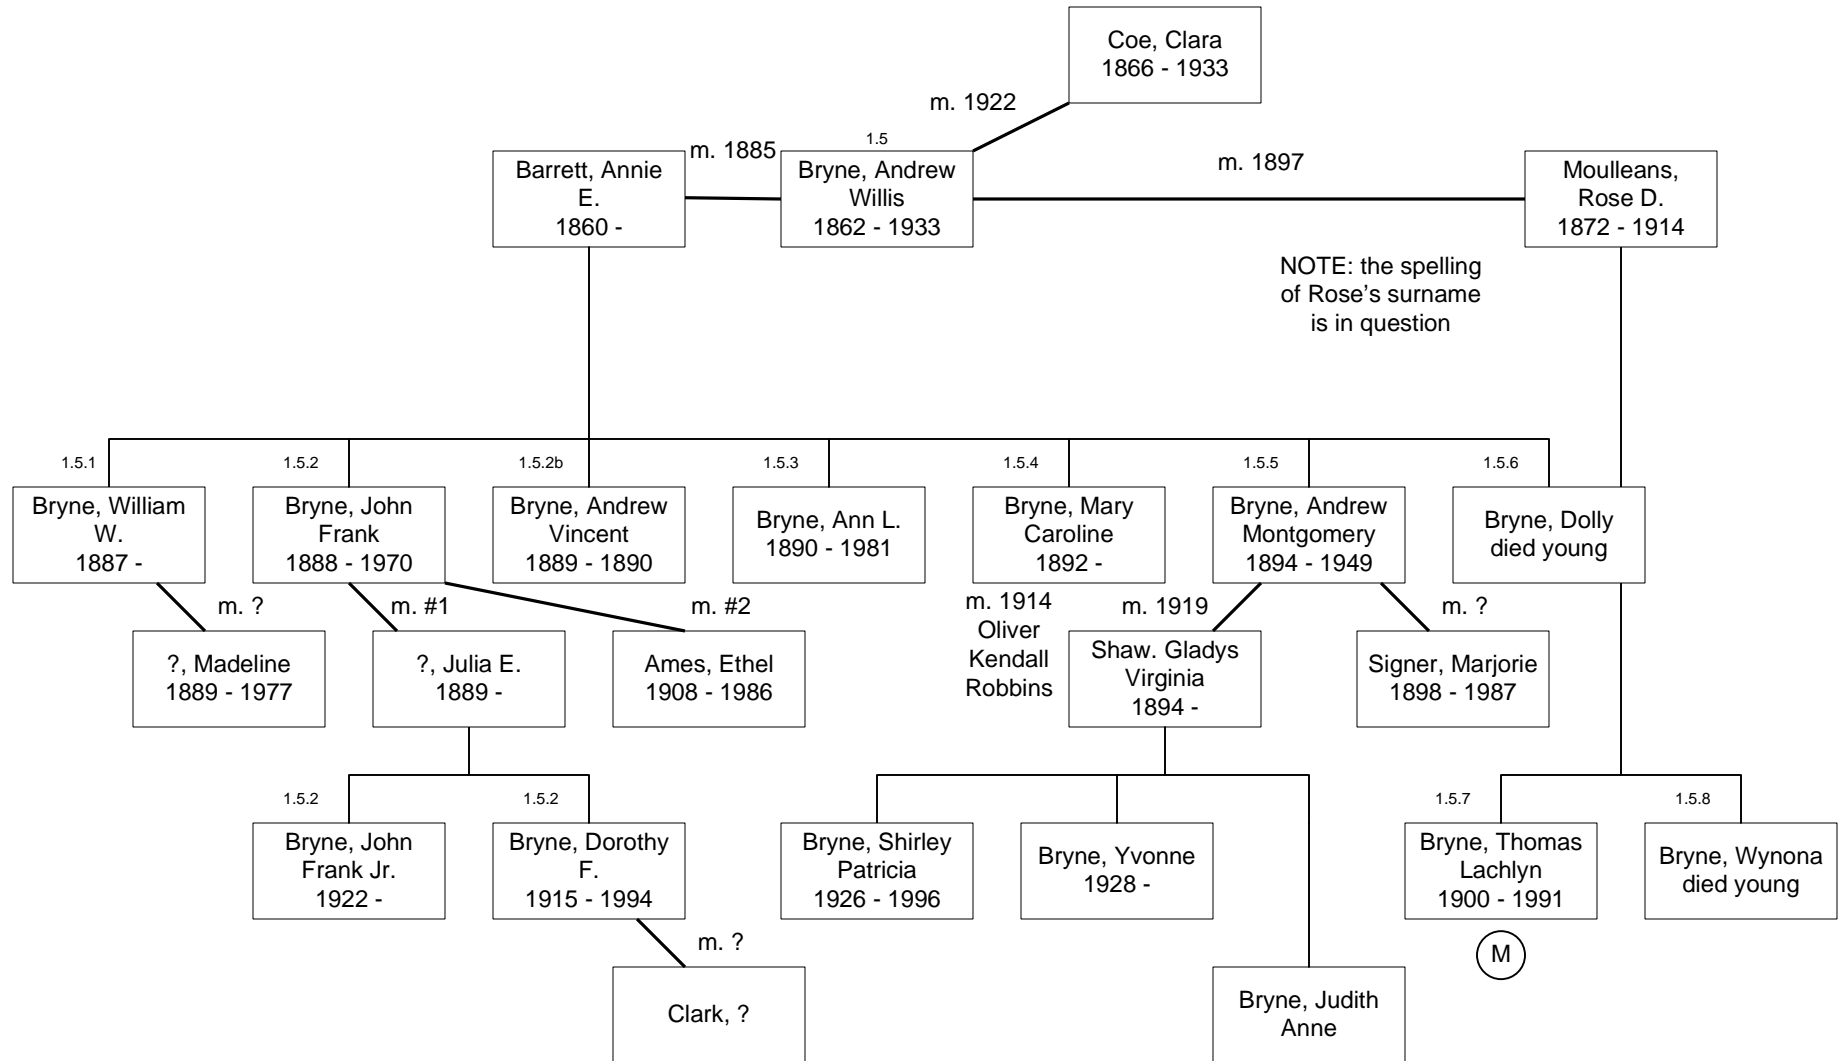 Coe, Clara
1866 - 1933
m. 1922
1.5
m. 1885
m. 1897
Barrett, Annie
E.
1860 -
Bryne, Andrew
Willis
1862 - 1933
Moulleans,
Rose D.
1872 - 1914
NOTE: the spelling
of Rose’s surname
is in question
1.5.1
1.5.2
1.5.2b
1.5.3
1.5.4
1.5.5
1.5.6
Bryne, William
W.
1887 -
Bryne, John
Frank
1888 - 1970
Bryne, Andrew
Vincent
1889 - 1890
Bryne, Ann L.
1890 - 1981
Bryne, Mary
Caroline
1892 -
Bryne, Andrew
Montgomery
1894 - 1949
Bryne, Dolly
died young
m. ?
m. #1
m. #2
m. 1914
Oliver
Kendall
Robbins
m. 1919
m. ?
?, Madeline
1889 - 1977
?, Julia E.
1889 -
Ames, Ethel
1908 - 1986
Shaw. Gladys
Virginia
1894 -
Signer, Marjorie
1898 - 1987
1.5.2
1.5.2
1.5.7
1.5.8
Bryne, John
Frank Jr.
1922 -
Bryne, Dorothy
F.
1915 - 1994
Bryne, Shirley
Patricia
1926 - 1996
Bryne, Yvonne
1928 -
Bryne, Thomas
Lachlyn
1900 - 1991
Bryne, Wynona
died young
m. ?
M
Clark, ?
Bryne, Judith
Anne